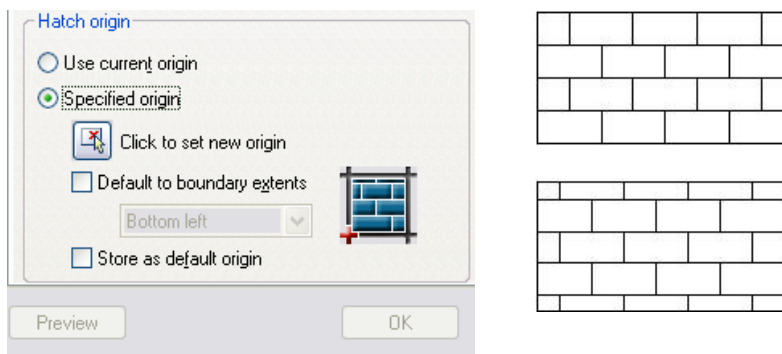 Hatch origin
Use current origin
Specified origin
Click to set new origin
Default to boundary extents
Bottom left
Store as default origin
Preview
OK